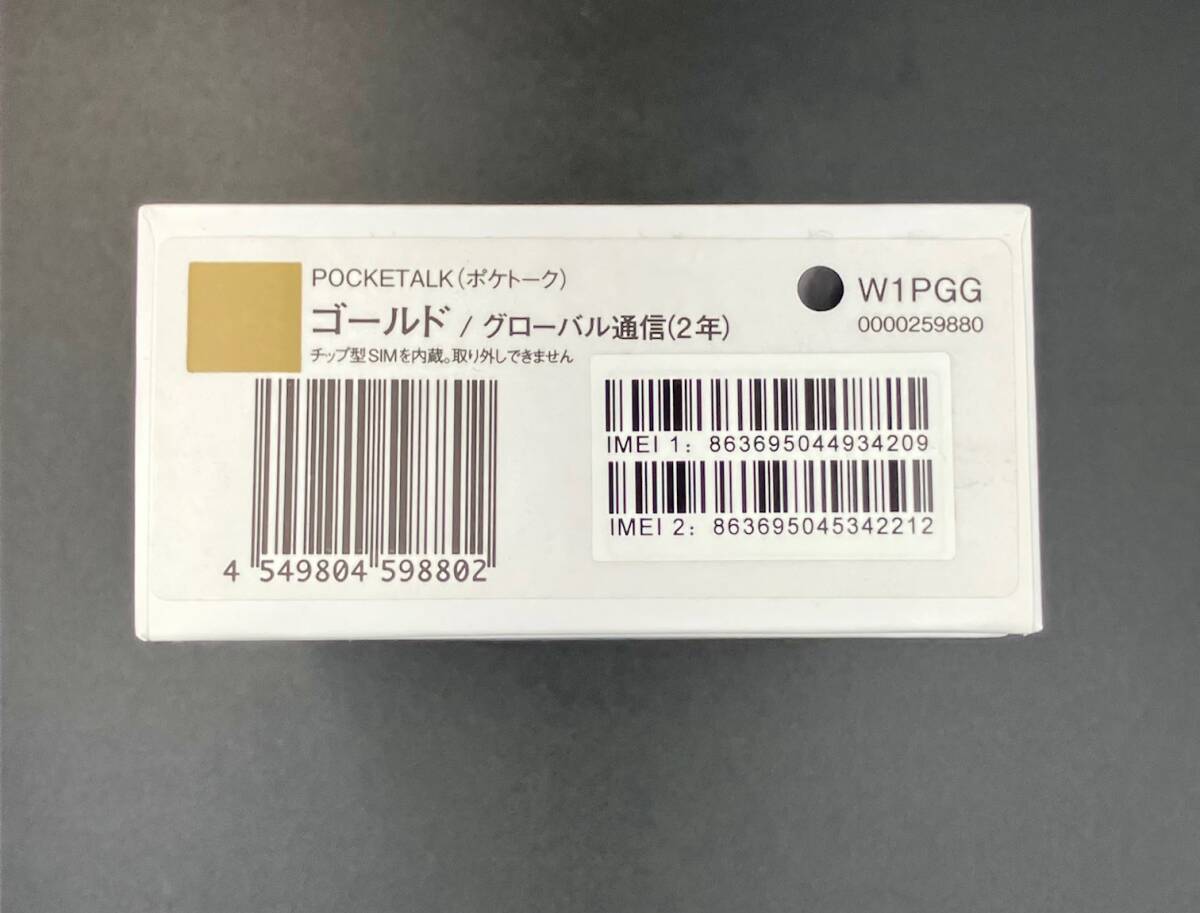 POCKETALK(ポケトーク)
ゴールド / グローバル通信(2年)
チップ型SIMを内蔵。取り外しできません
W1PGG
0000259880
IMEI 1: 863695044934209
IMEI 2: 863695045342212
4 549804 598802